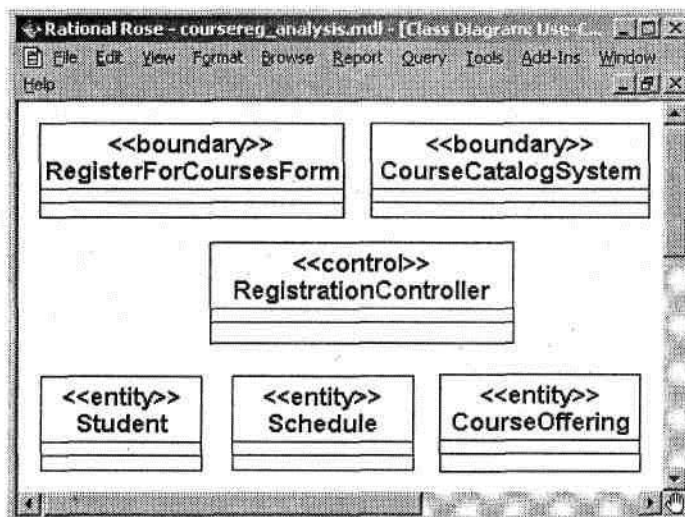 Rational Rose - coursereg_analysis.mdl - [Class Diagram: Use-C...
File Edit View Format Browse Report Query Tools Add-Ins Window
Help
<<boundary>>
RegisterForCoursesForm
<<boundary>>
CourseCatalogSystem
<<control>>
RegistrationController
<<entity>>
Student
<<entity>>
Schedule
<<entity>>
CourseOffering